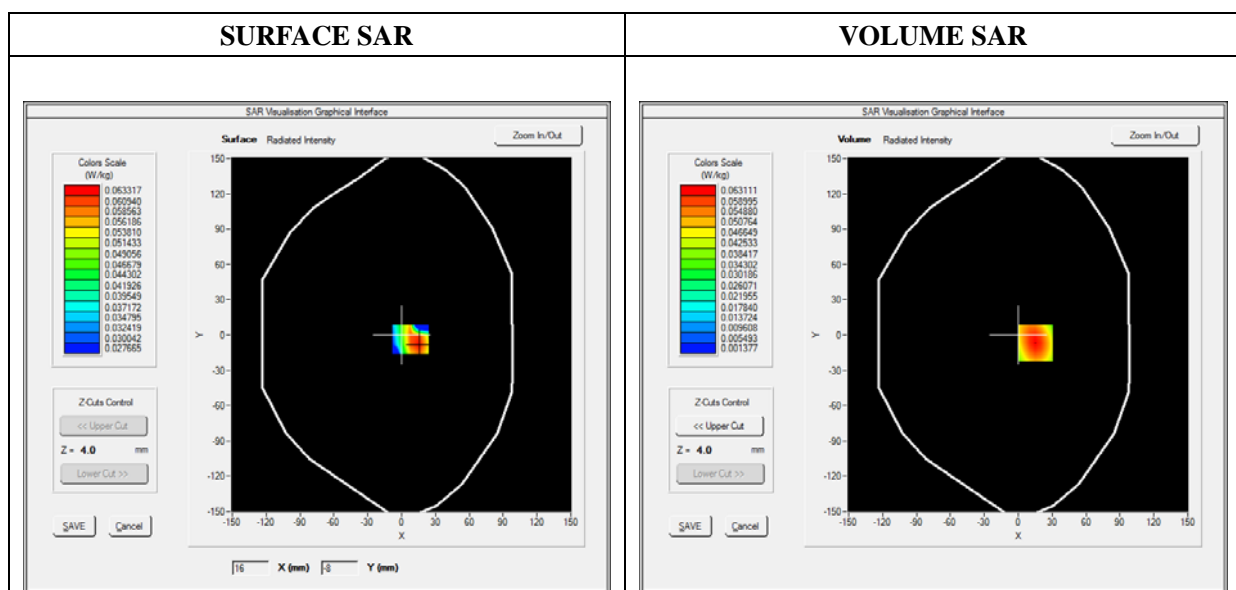 SURFACE SAR
VOLUME SAR
SAR Visualisation Graphical Interface
Surface Radiated Intensity
Zoom In/Out
Colors Scale
(W/kg)
0.063317
0.060940
0.058563
0.056186
0.053810
0.051433
0.049056
0.046679
0.044302
0.041926
0.039549
0.037172
0.034795
0.032419
0.030042
0.027665
Z-Cuts Control
<< Upper Cut
Z = 4.0 mm
Lower Cut >>
SAVE Cancel
150
120
90
60
30
0
-30
-60
-90
-120
-150
Y
-150 -120 -90 -60 -30 0 30 60 90 120 150
X
16 X (mm) -8 Y (mm)
SAR Visualisation Graphical Interface
Volume Radiated Intensity
Zoom In/Out
Colors Scale
(W/kg)
0.063111
0.058995
0.054880
0.050764
0.046649
0.042533
0.038417
0.034302
0.030186
0.026071
0.021955
0.017840
0.013724
0.009608
0.005493
0.001377
Z-Cuts Control
<< Upper Cut
Z = 4.0 mm
Lower Cut >>
SAVE Cancel
150
120
90
60
30
0
-30
-60
-90
-120
-150
Y
-150 -120 -90 -60 -30 0 30 60 90 120 150
X